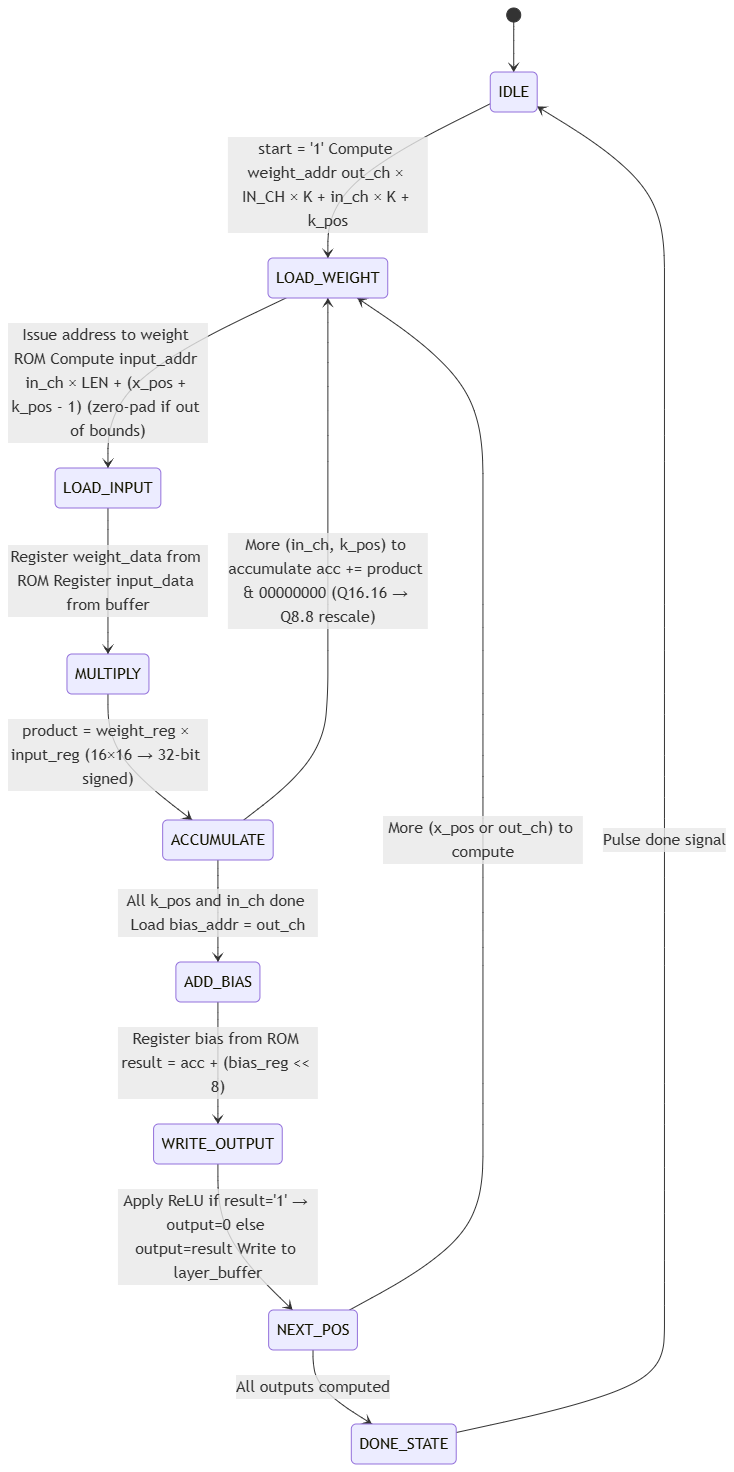 IDLE
start = '1' Compute
weight_addr out_ch ×
IN_CH × K + in_ch × K +
k_pos
LOAD_WEIGHT
Issue address to weight
ROM Compute input_addr
in_ch × LEN + (x_pos +
k_pos - 1) (zero-pad if out
of bounds)
LOAD_INPUT
Register weight_data from
ROM Register input_data
from buffer
More (in_ch, k_pos) to
accumulate acc += product
& 00000000 (Q16.16 →
Q8.8 rescale)
MULTIPLY
product = weight_reg ×
input_reg (16×16 → 32-bit
signed)
ACCUMULATE
More (x_pos or out_ch) to
compute
Pulse done signal
All k_pos and in_ch done
Load bias_addr = out_ch
ADD_BIAS
Register bias from ROM
result = acc + (bias_reg <<
8)
WRITE_OUTPUT
Apply ReLU if result='1' →
output=0 else
output=result Write to
layer_buffer
NEXT_POS
All outputs computed
DONE_STATE